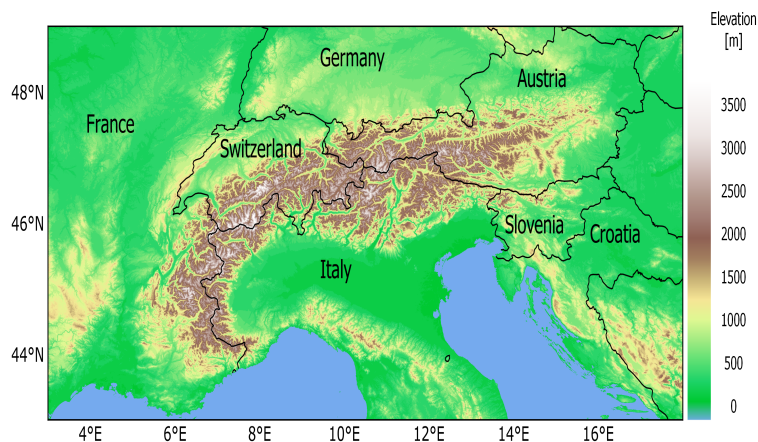 Elevation
[m]
Germany
Austria
48°N
France
Switzerland
46°N
Slovenia
Croatia
Italy
44°N
3500
3000
2500
2000
1500
1000
500
0
4°E
6°E
8°E
10°E
12°E
14°E
16°E